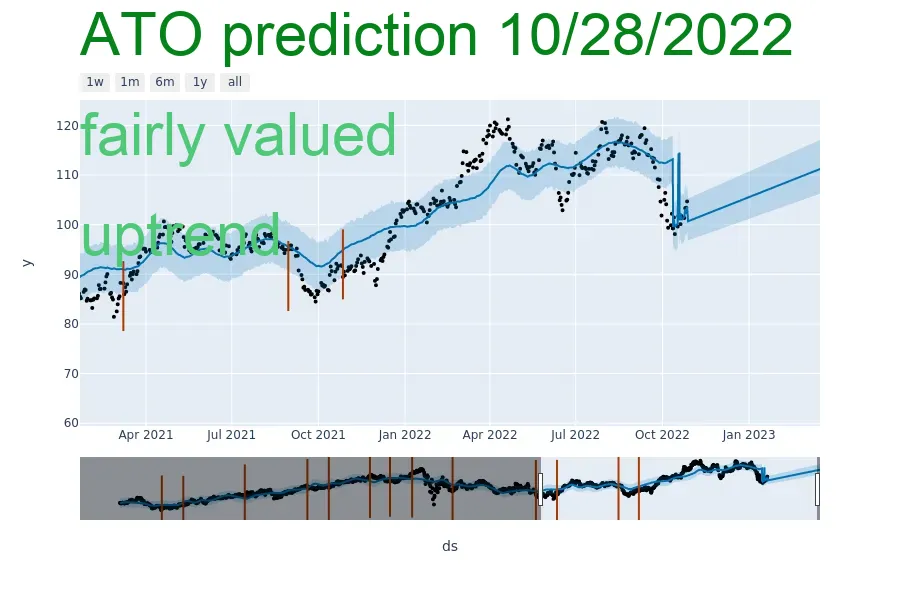 ATO prediction 10/28/2022
1w 1m 6m 1y all
fairly valued
uptrend
120
110
100
90
80
70
60
y
Apr 2021 Jul 2021 Oct 2021 Jan 2022 Apr 2022 Jul 2022 Oct 2022 Jan 2023
ds